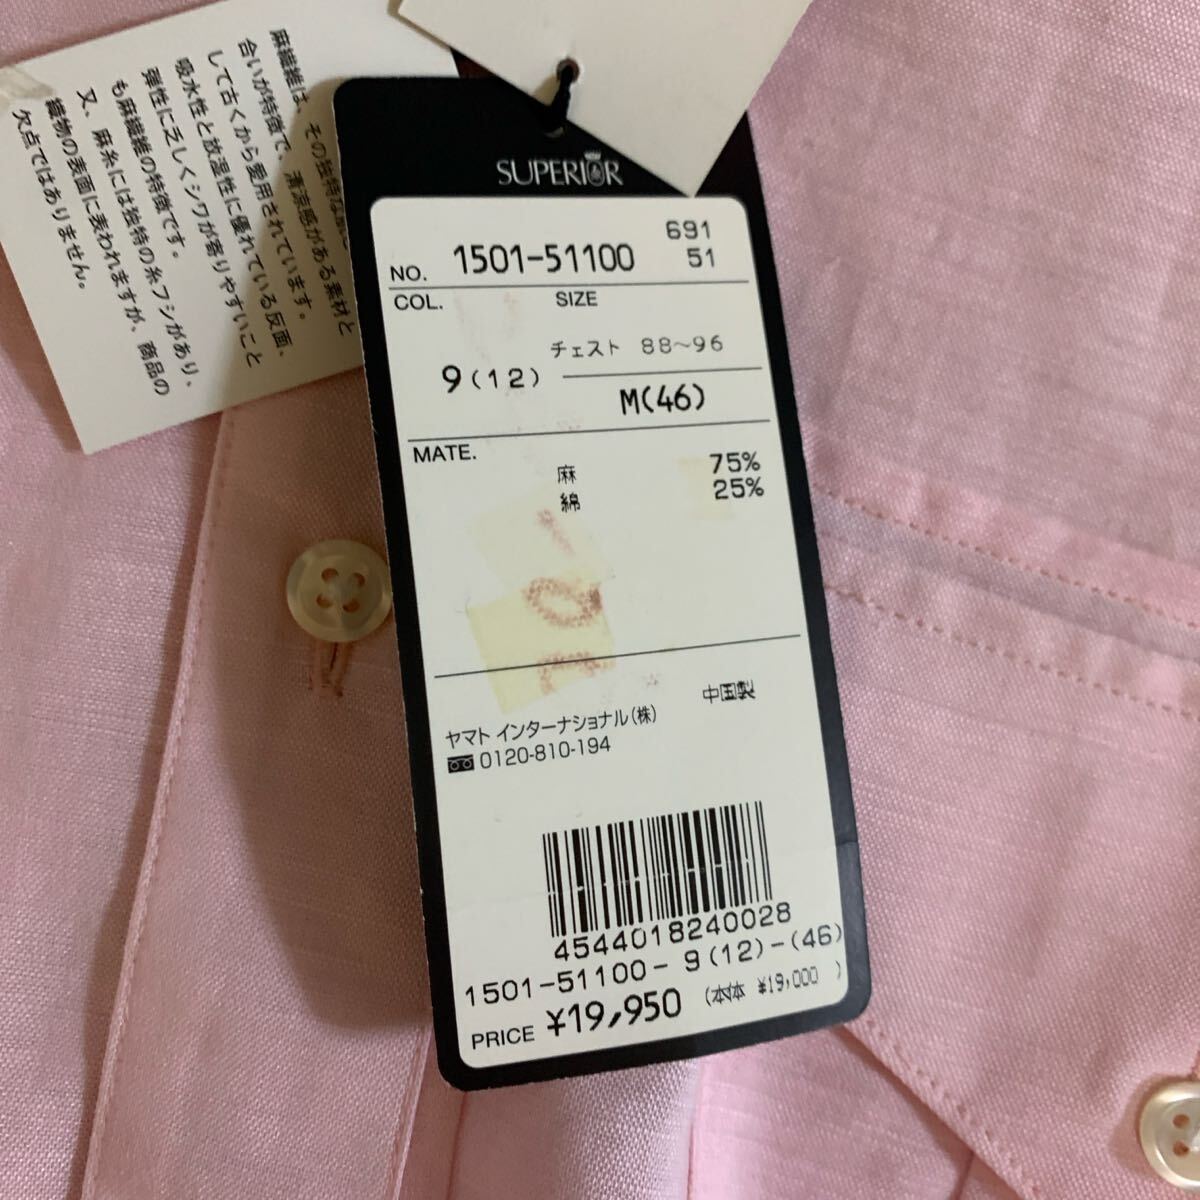 麻繊維は、その独特な
合いが特徴で、清涼感がある素材と
して古くから愛用されています。
吸水性と放湿性に優れている反面、
弾性に乏しくシワが寄りやすいこと
も麻繊維の特徴です。
又、麻糸には独特の糸フシがあり、
織物の表面に表われますが、商品の
欠点ではありません。
SUPERIOR
NO. 1501-51100 691 51
COL. SIZE
チェスト 88～96
9(12) M(46)
MATE.
麻 75%
綿 25%
中国製
ヤマト インターナショナル(株)
0120-810-194
4544018240028
1501-51100- 9(12)-(46)
PRICE ¥19,950 (本体 ¥19,000 )